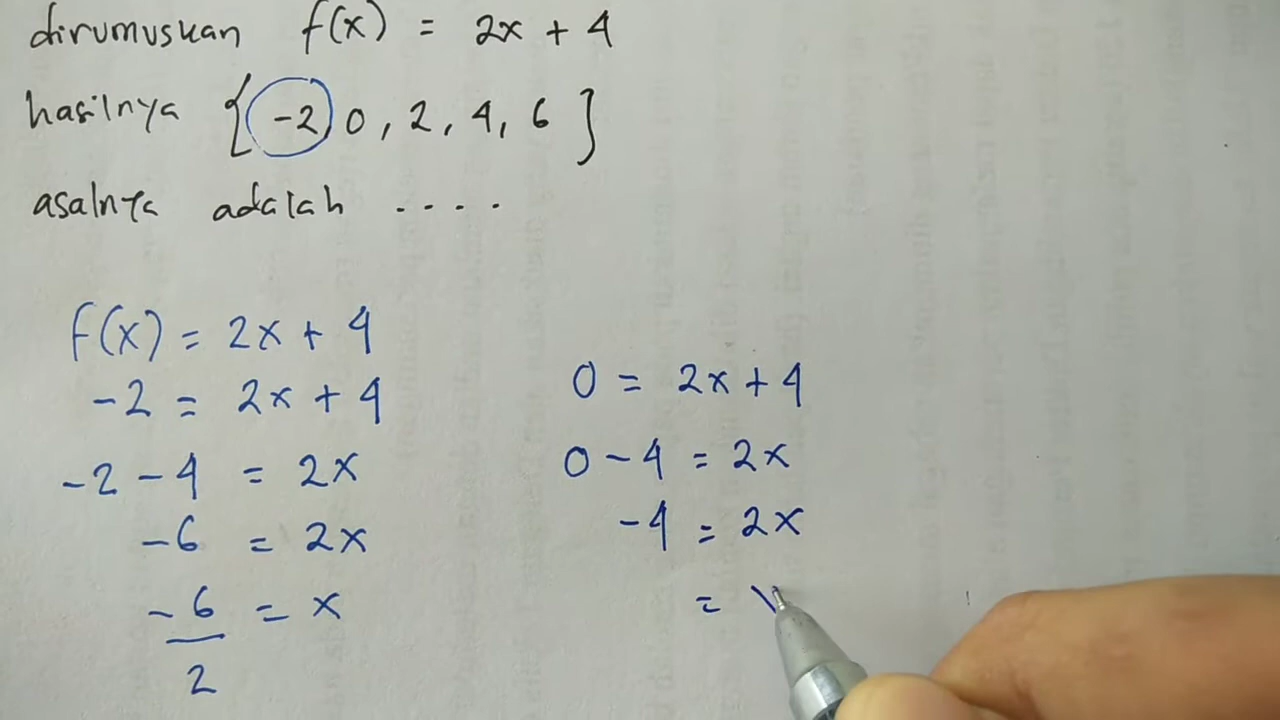 dirumuskan f(x) = 2x + 4
hasilnya {-2, 0, 2, 4, 6}
asalnya adalah ....
f(x) = 2x + 4
-2 = 2x + 4
-2 - 4 = 2x
-6 = 2x
-6/2 = x
0 = 2x + 4
0 - 4 = 2x
-4 = 2x
=